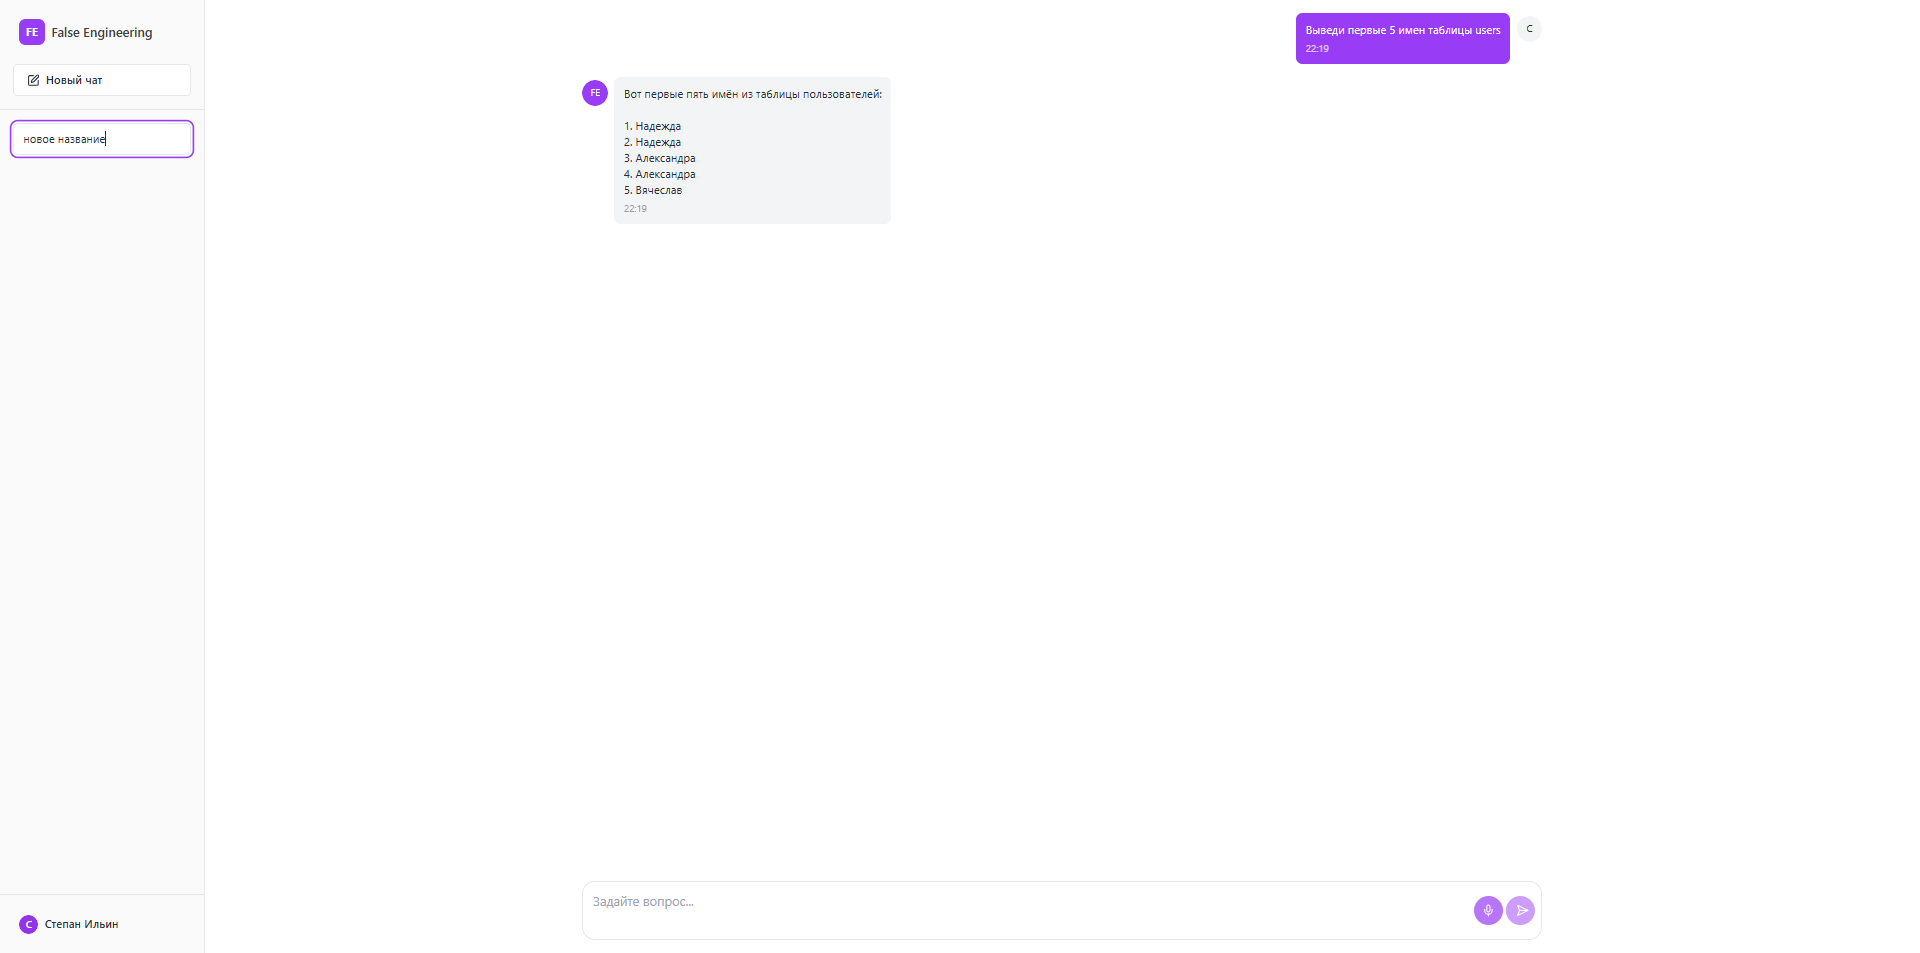 FE False Engineering
Новый чат
новое название
Выведи первые 5 имен таблицы users
22:19
C
FE
Вот первые пять имён из таблицы пользователей:
1. Надежда
2. Надежда
3. Александра
4. Александра
5. Вячеслав
22:19
Задайте вопрос...
C Степан Ильин